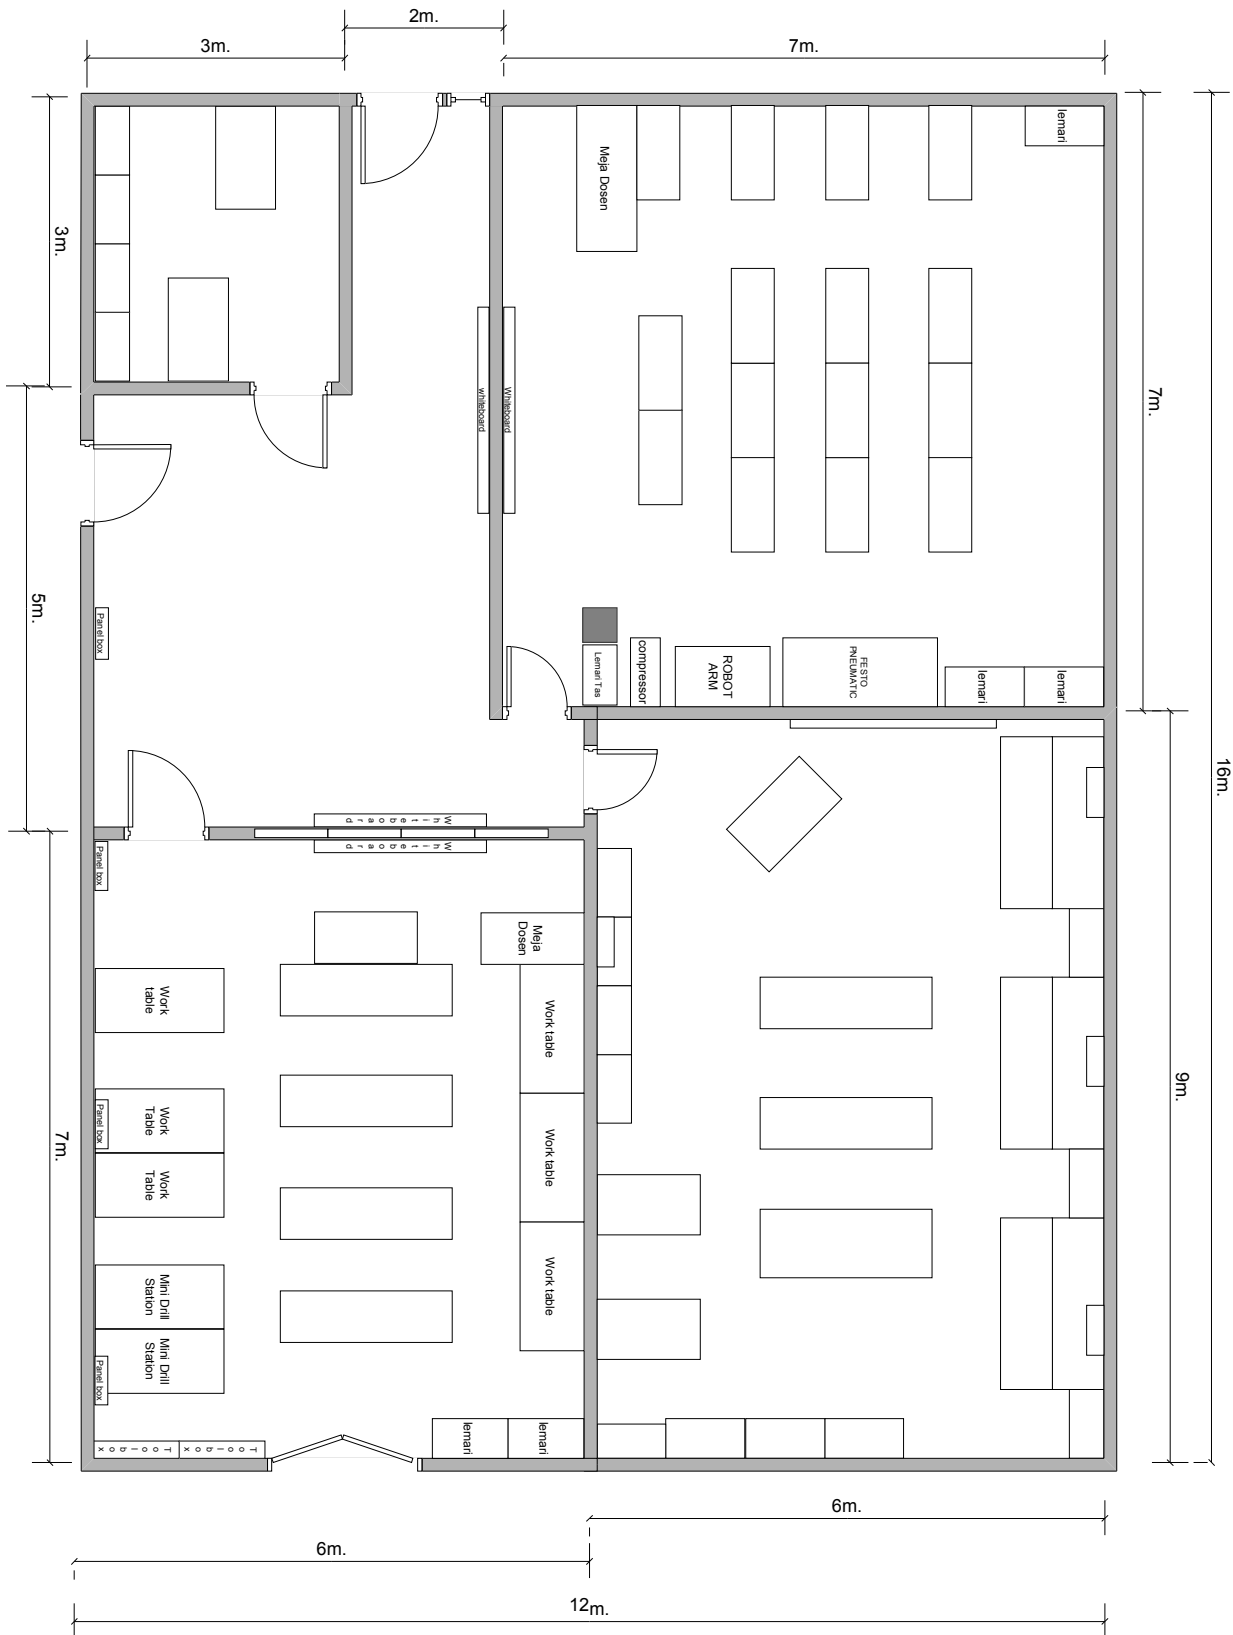 2m.
3m.
7m.
lemari
Meja Dosen
3m.
whiteboard
Whiteboard
7m.
5m.
Panel box
Lemari Tas
compressor
ROBOT
ARM
FESTO
PNEUMATIC
lemari
lemari
16m.
Whiteboard
Whiteboard
Panel box
Meja
Dosen
Work
table
Work table
9m.
Work
Table
Panel box
Work table
7m.
Work
Table
Work table
Mini Drill
Station
Mini Drill
Station
Panel box
lemari
lemari
Toolbox
Toolbox
6m.
6m.
12m.